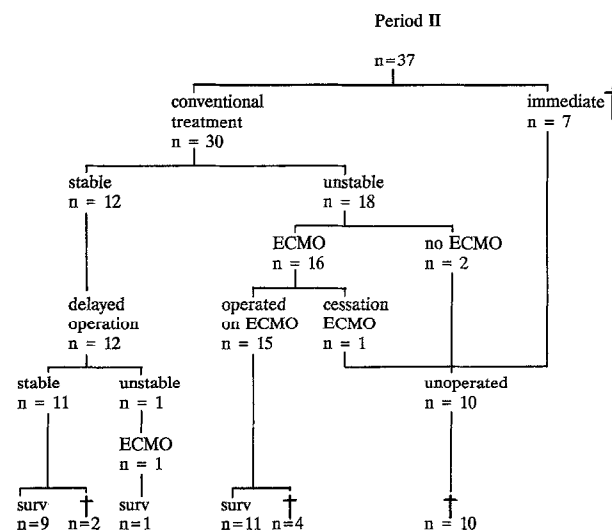 Period II
n=37
conventional
treatment
n = 30
immediate †
n = 7
stable
n = 12
unstable
n = 18
ECMO
n = 16
no ECMO
n = 2
delayed
operation
n = 12
operated
on ECMO
n = 15
cessation
ECMO
n = 1
stable
n = 11
unstable
n = 1
unoperated
n = 10
ECMO
n = 1
surv
n=9
†
n=2
surv
n=1
surv
n=11
†
n=4
†
n = 10